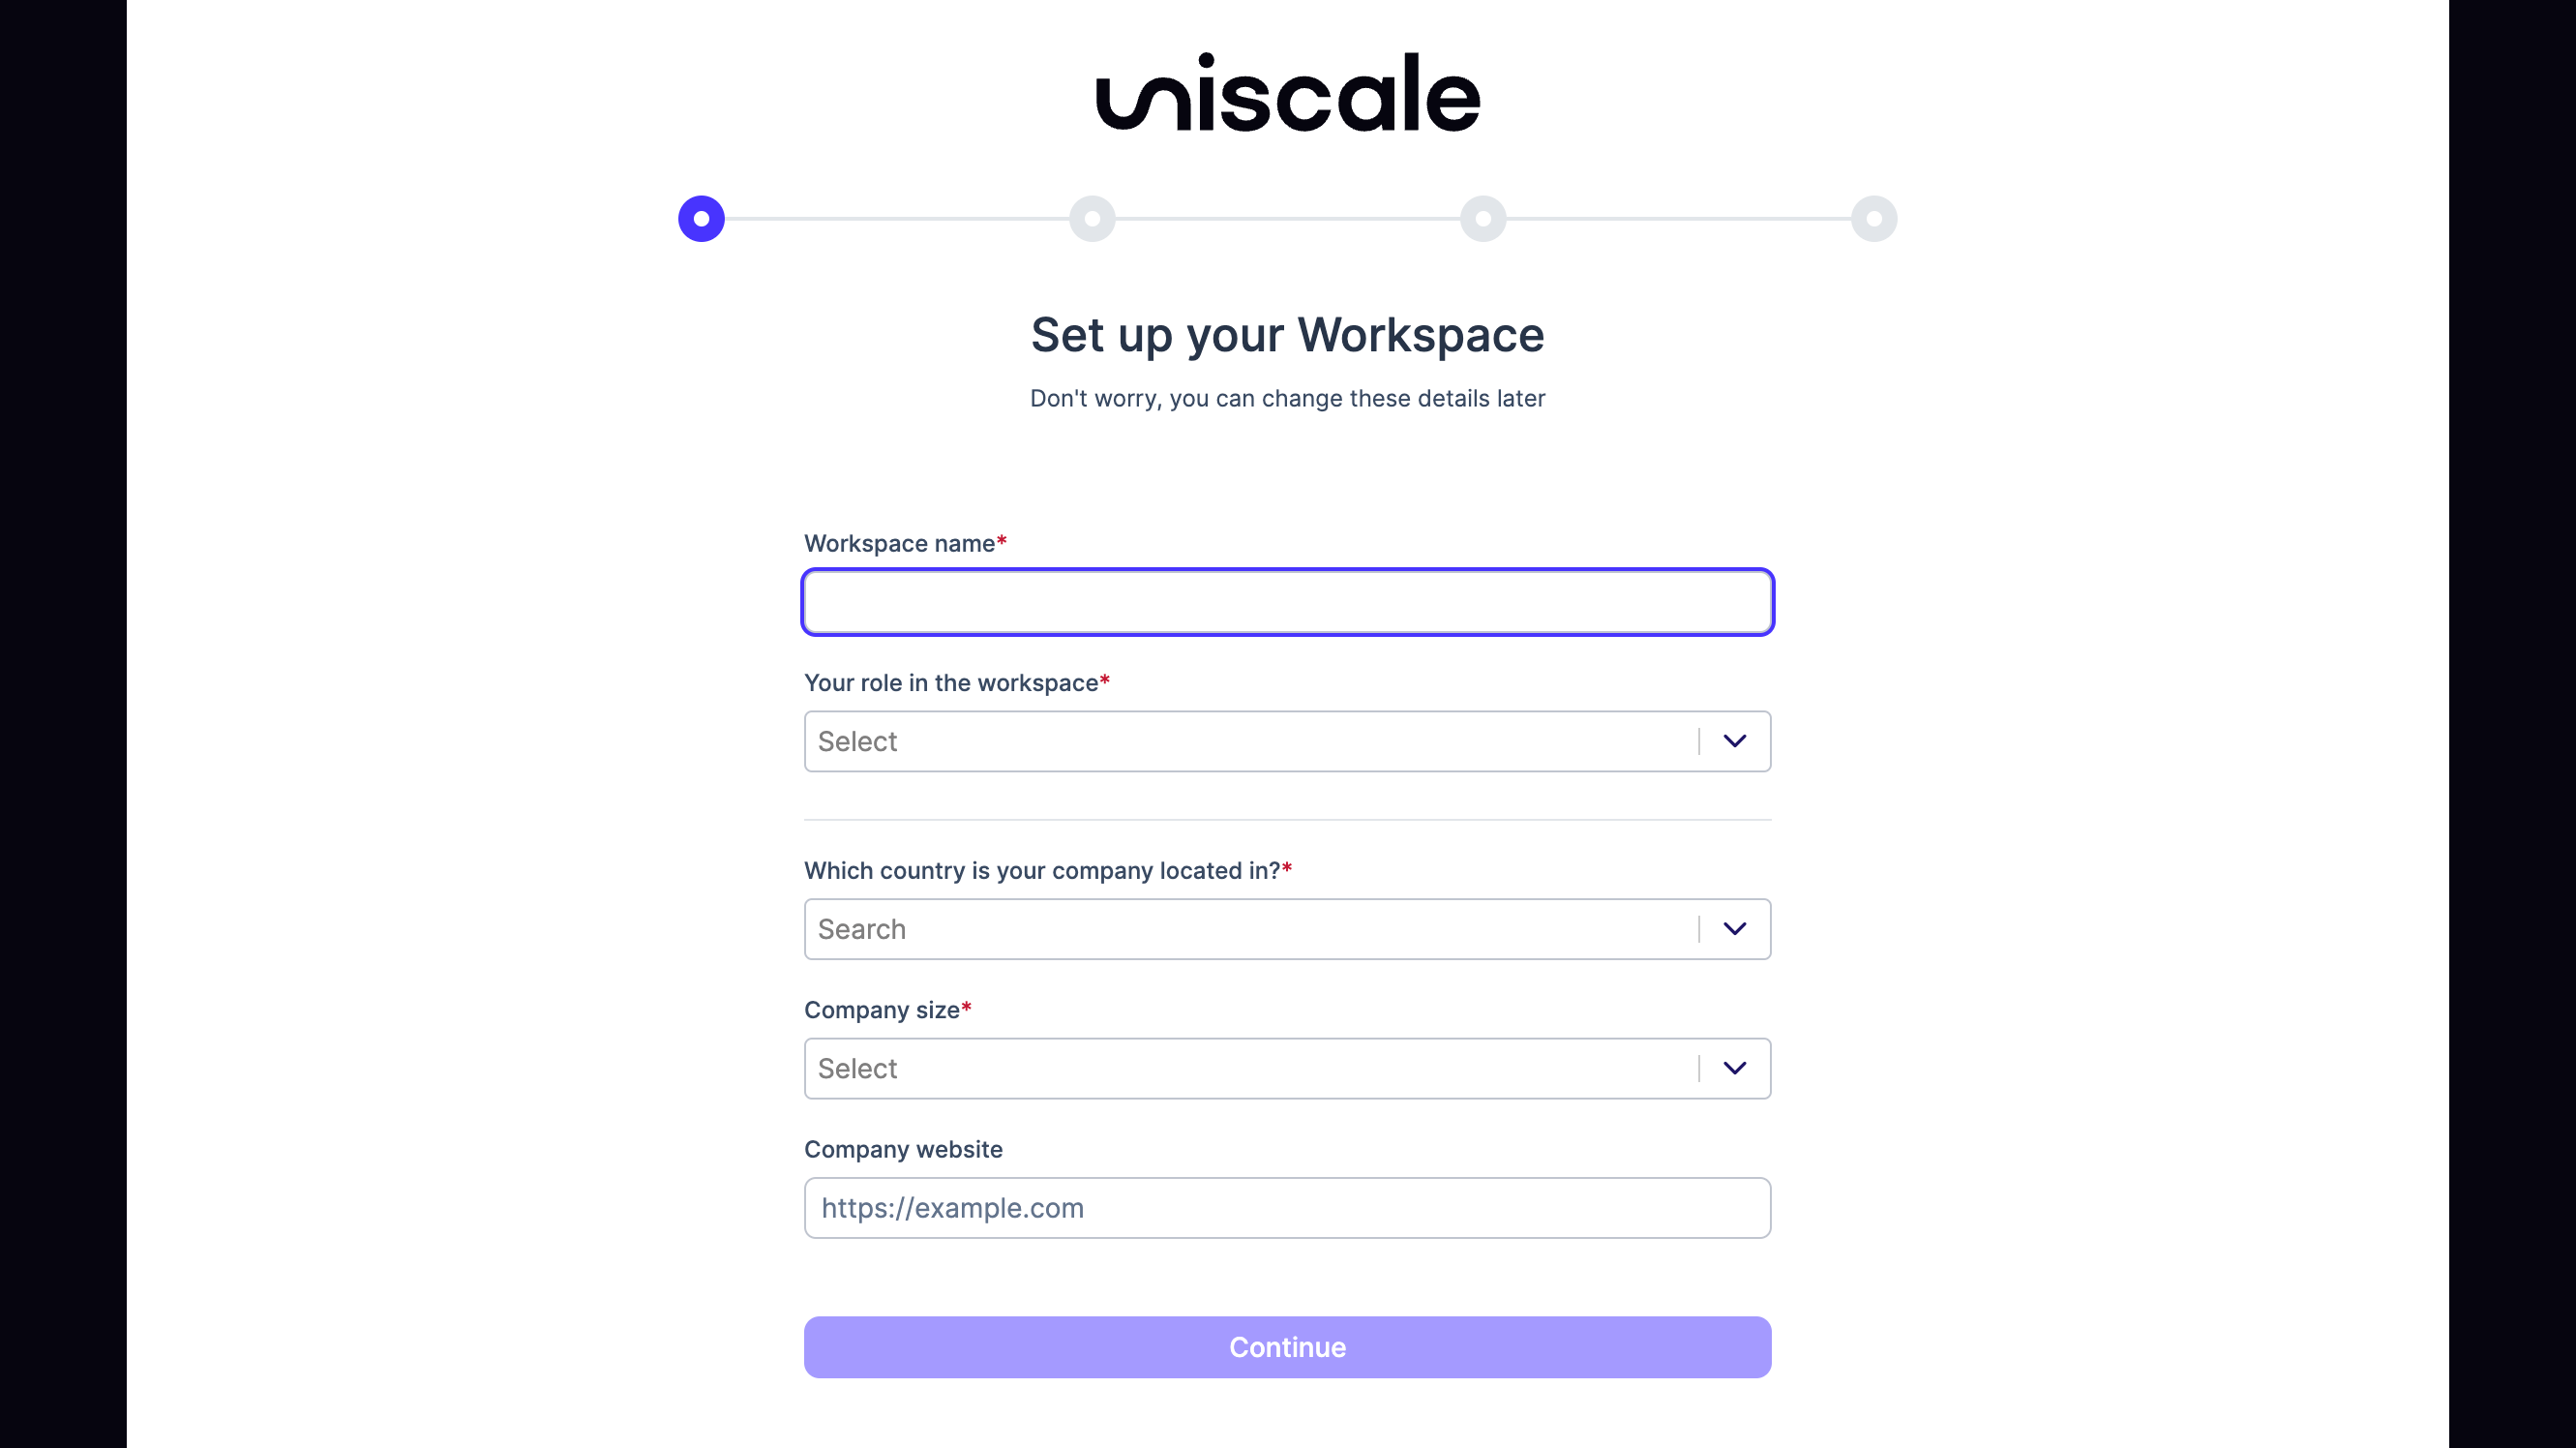 uniscale
Set up your Workspace
Don't worry, you can change these details later
Workspace name*
Your role in the workspace*
Select
Which country is your company located in?*
Search
Company size*
Select
Company website
https://example.com
Continue